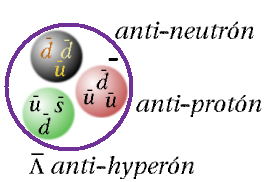 anti-neutrón
d̄ d̄
ū
-
d̄
ū ū
anti-protón
ū s̄
d̄
Λ̄ anti-hyperón